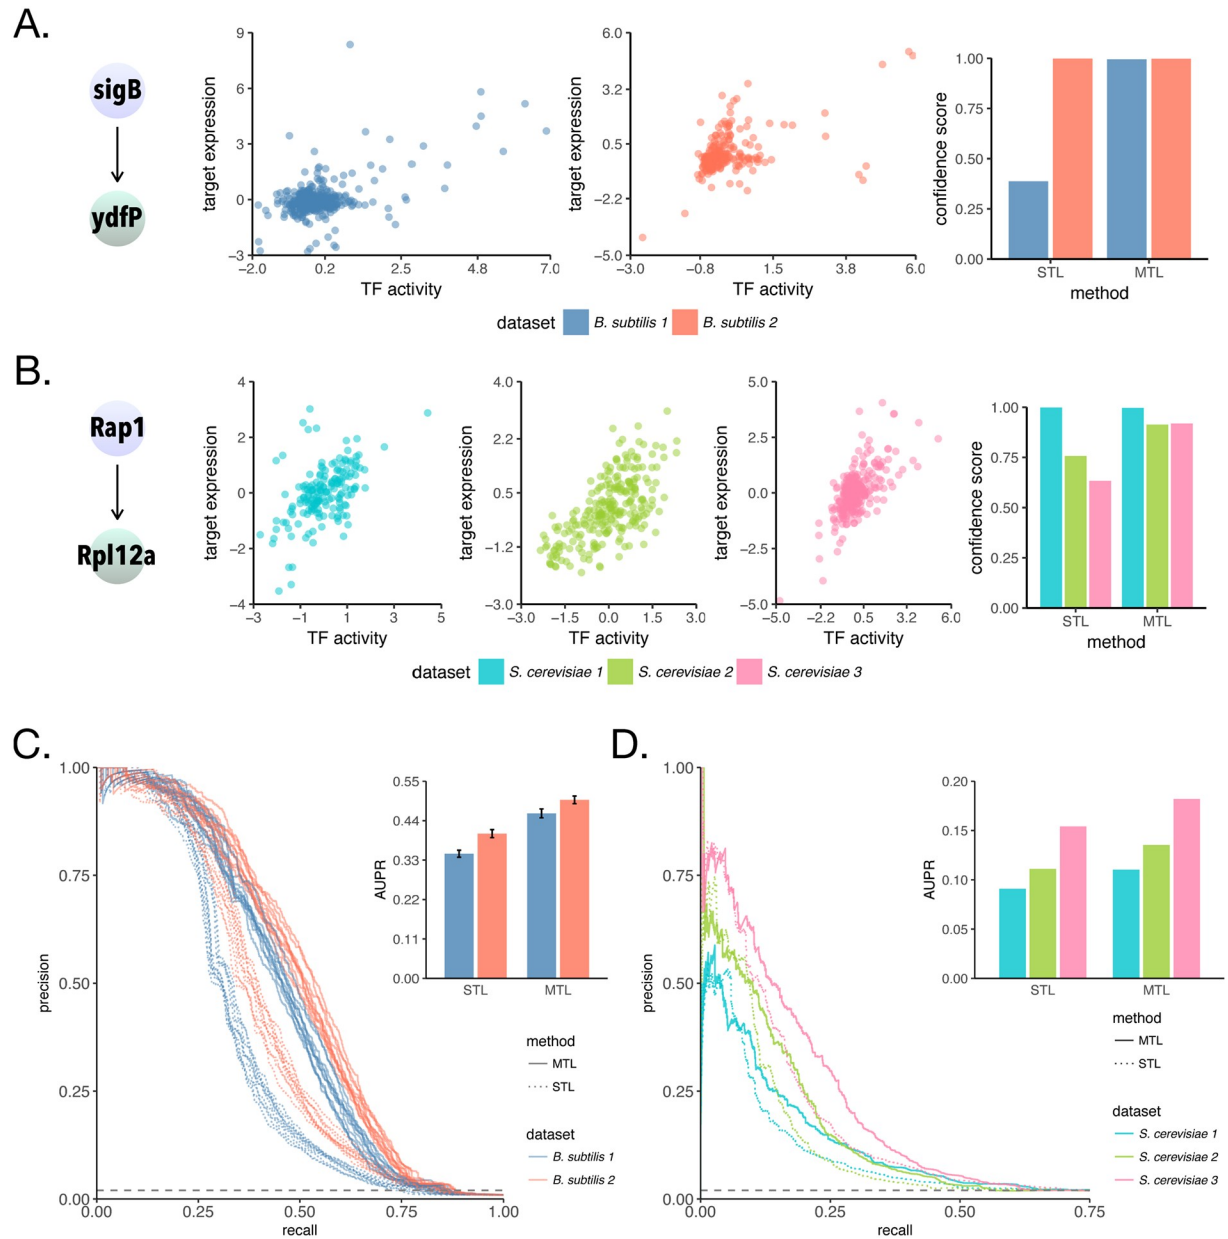 A.
sigB
ydfP
target expression
9
6
3
0
−3
−2.0 0.2 2.5 4.8 7.0
TF activity
target expression
6.0
3.2
0.5
−2.2
−5.0
−3.0 −0.8 1.5 3.8 6.0
TF activity
confidence score
1.00
0.75
0.50
0.25
0.00
STL MTL
method
dataset B. subtilis 1 B. subtilis 2
B.
Rap1
Rpl12a
target expression
4
2
0
−2
−4
−3 −1 1 3 5
TF activity
target expression
4.0
2.2
0.5
−1.2
−3.0
−3.0 −1.5 0.0 1.5 3.0
TF activity
target expression
5.0
2.5
0.0
−2.5
−5.0
−5.0 −2.2 0.5 3.2 6.0
TF activity
confidence score
1.00
0.75
0.50
0.25
0.00
STL MTL
method
dataset S. cerevisiae 1 S. cerevisiae 2 S. cerevisiae 3
C.
precision
1.00
0.75
0.50
0.25
0.00
0.00 0.25 0.50 0.75 1.00
recall
AUPR
0.55
0.44
0.33
0.22
0.11
0.00
STL MTL
method
MTL
STL
dataset
B. subtilis 1
B. subtilis 2
D.
precision
1.00
0.75
0.50
0.25
0.00
0.00 0.25 0.50 0.75
recall
AUPR
0.20
0.15
0.10
0.05
0.00
STL MTL
method
MTL
STL
dataset
S. cerevisiae 1
S. cerevisiae 2
S. cerevisiae 3